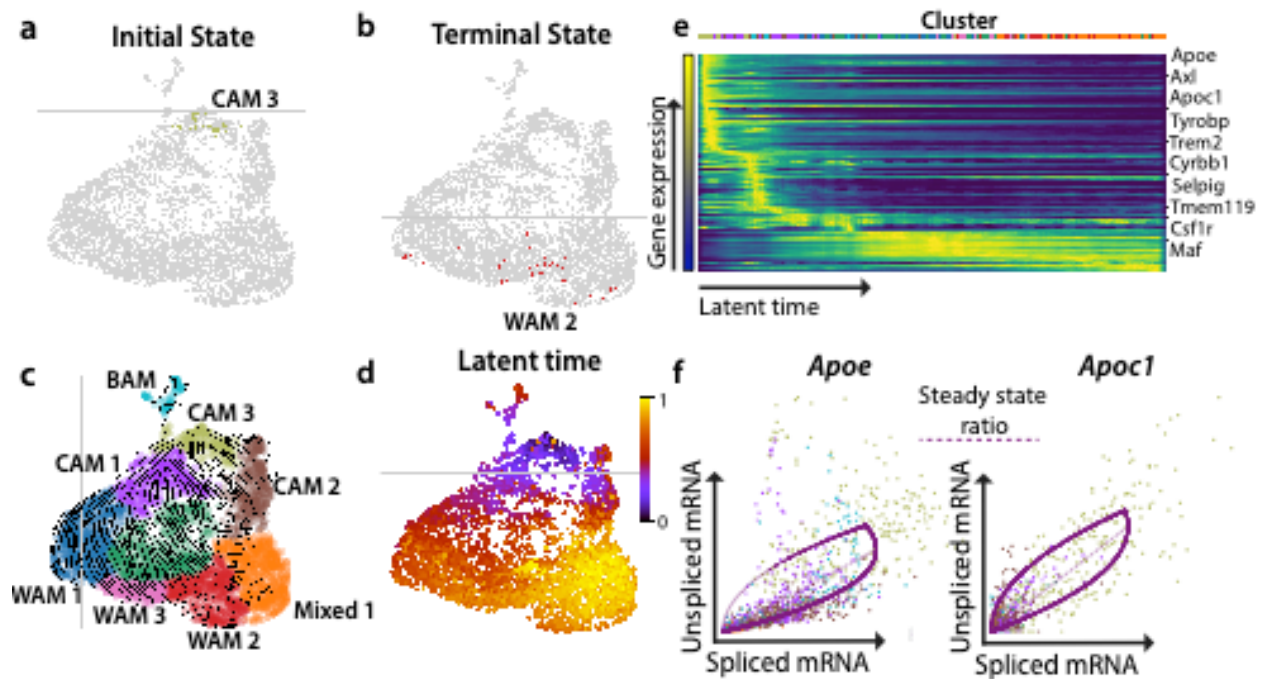 a
Initial State
CAM 3
b
Terminal State
WAM 2
e
Cluster
Gene expression
Apoe
Axl
Apoc1
Tyrobp
Trem2
Cyrbb1
Selpig
Tmem119
Csf1r
Maf
Latent time
c
BAM
CAM 3
CAM 1
CAM 2
WAM 1
WAM 3
Mixed 1
WAM 2
d
Latent time
1
0
f
Apoe
Apoc1
Steady state
ratio
Unspliced mRNA
Spliced mRNA
Unspliced mRNA
Spliced mRNA